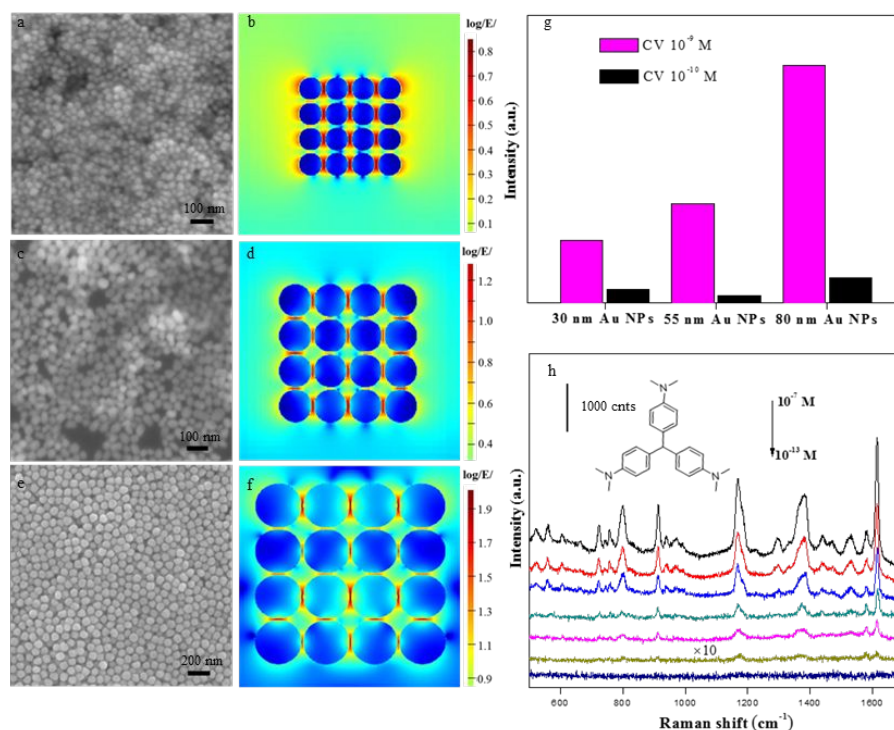 a
100 nm
b
log/E/
0.8
0.7
0.6
0.5
0.4
0.3
0.2
0.1
c
100 nm
d
log/E/
1.2
1.0
0.8
0.6
0.4
e
200 nm
f
log/E/
1.9
1.7
1.5
1.3
1.1
0.9
g
CV 10⁻⁹ M
CV 10⁻¹⁰ M
Intensity (a.u.)
30 nm Au NPs 55 nm Au NPs 80 nm Au NPs
h
1000 cnts
N
N
N
10⁻⁷ M
10⁻¹³ M
×10
Intensity (a.u.)
600 800 1000 1200 1400 1600
Raman shift (cm⁻¹)